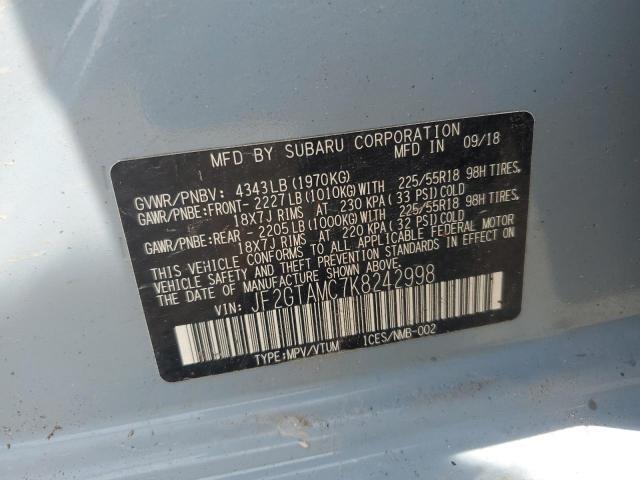 MFD BY SUBARU CORPORATION
MFD IN 09/18
GVWR/PNBV: 4343LB (1970KG)
GAWR/PNBE:FRONT- 2227LB(1010KG)WITH 225/55R18 98H TIRES,
18X7J RIMS AT 230 KPA( 33 PSI)COLD
GAWR/PNBE:REAR - 2205LB(1000KG)WITH 225/55R18 98H TIRES,
18X7J RIMS AT 220 KPA( 32 PSI)COLD
THIS VEHICLE CONFORMS TO ALL APPLICABLE FEDERAL MOTOR
VEHICLE SAFETY AND THEFT PREVENTION STANDARDS IN EFFECT ON
THE DATE OF MANUFACTURE SHOWN ABOVE.
VIN: JF2GTAMC7K8242998
TYPE:MPV/VTUM ICES/NMB-002